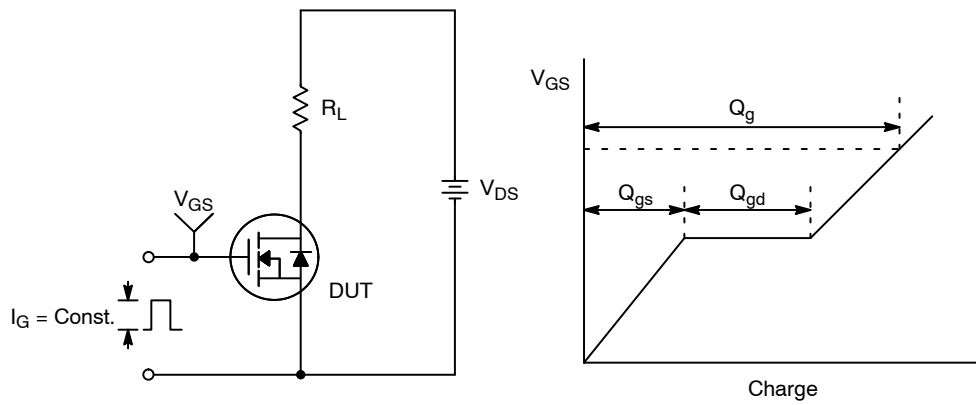 R_L
V_GS
V_DS
DUT
I_G = Const.
V_GS
Q_g
Q_gs
Q_gd
Charge